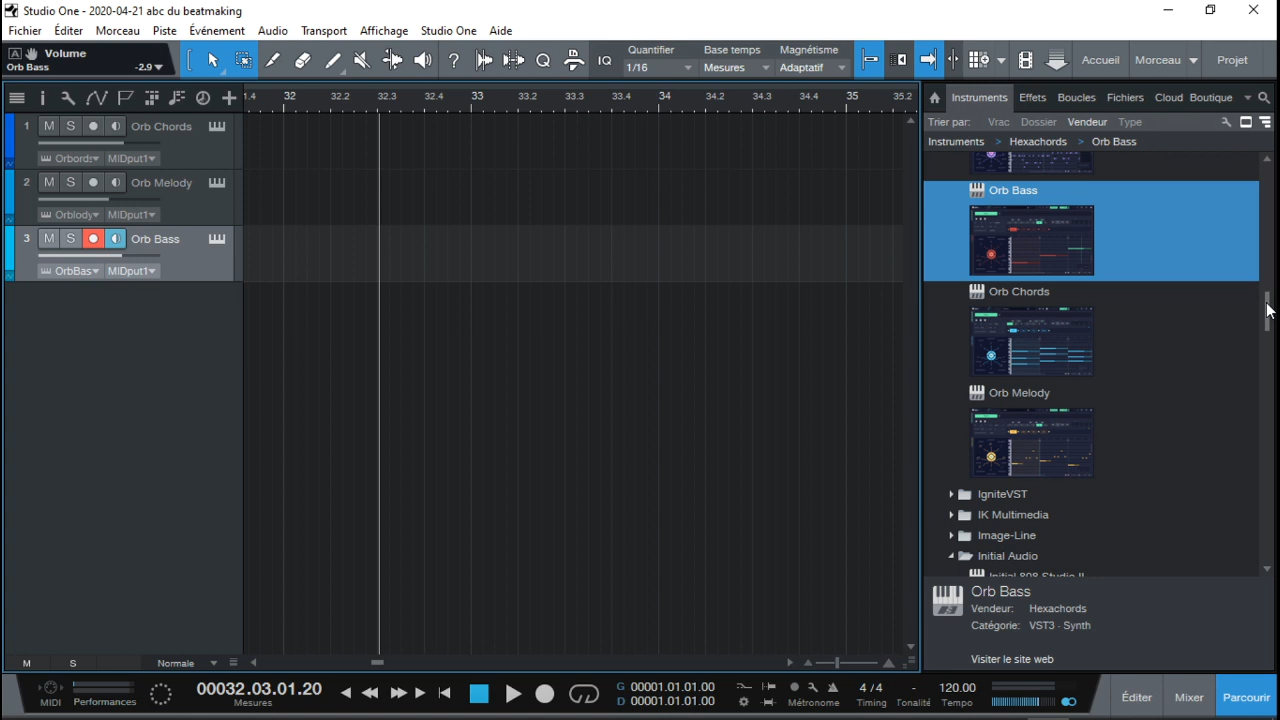 Studio One - 2020-04-21 abc du beatmaking
Fichier Éditer Morceau Piste Événement Audio Transport Affichage Studio One Aide
A Volume
Orb Bass -2.9
IQ
Quantifier Base temps Magnétisme
1/16 Mesures Adaptatif
Accueil Morceau Projet
.4 32 32.2 32.3 32.4 33 33.2 33.3 33.4 34 34.2 34.3 34.4 35 35.2
1 M S Orb Chords
Orbords MIDput1
2 M S Orb Melody
Orblody MIDput1
3 M S Orb Bass
OrbBas MIDput1
Instruments Effets Boucles Fichiers Cloud Boutique
Trier par: Vrac Dossier Vendeur Type
Instruments > Hexachords > Orb Bass
Orb Bass
Orb Chords
Orb Melody
IgniteVST
IK Multimedia
Image-Line
Initial Audio
Initial 808 Studio II
Orb Bass
Vendeur: Hexachords
Catégorie: VST3 - Synth
Visiter le site web
M S Normale
MIDI Performances
00032.03.01.20
Mesures
G 00001.01.01.00
D 00001.01.01.00
Métronome
4 / 4 - 120.00
Timing Tonalité Tempo
Éditer Mixer Parcourir